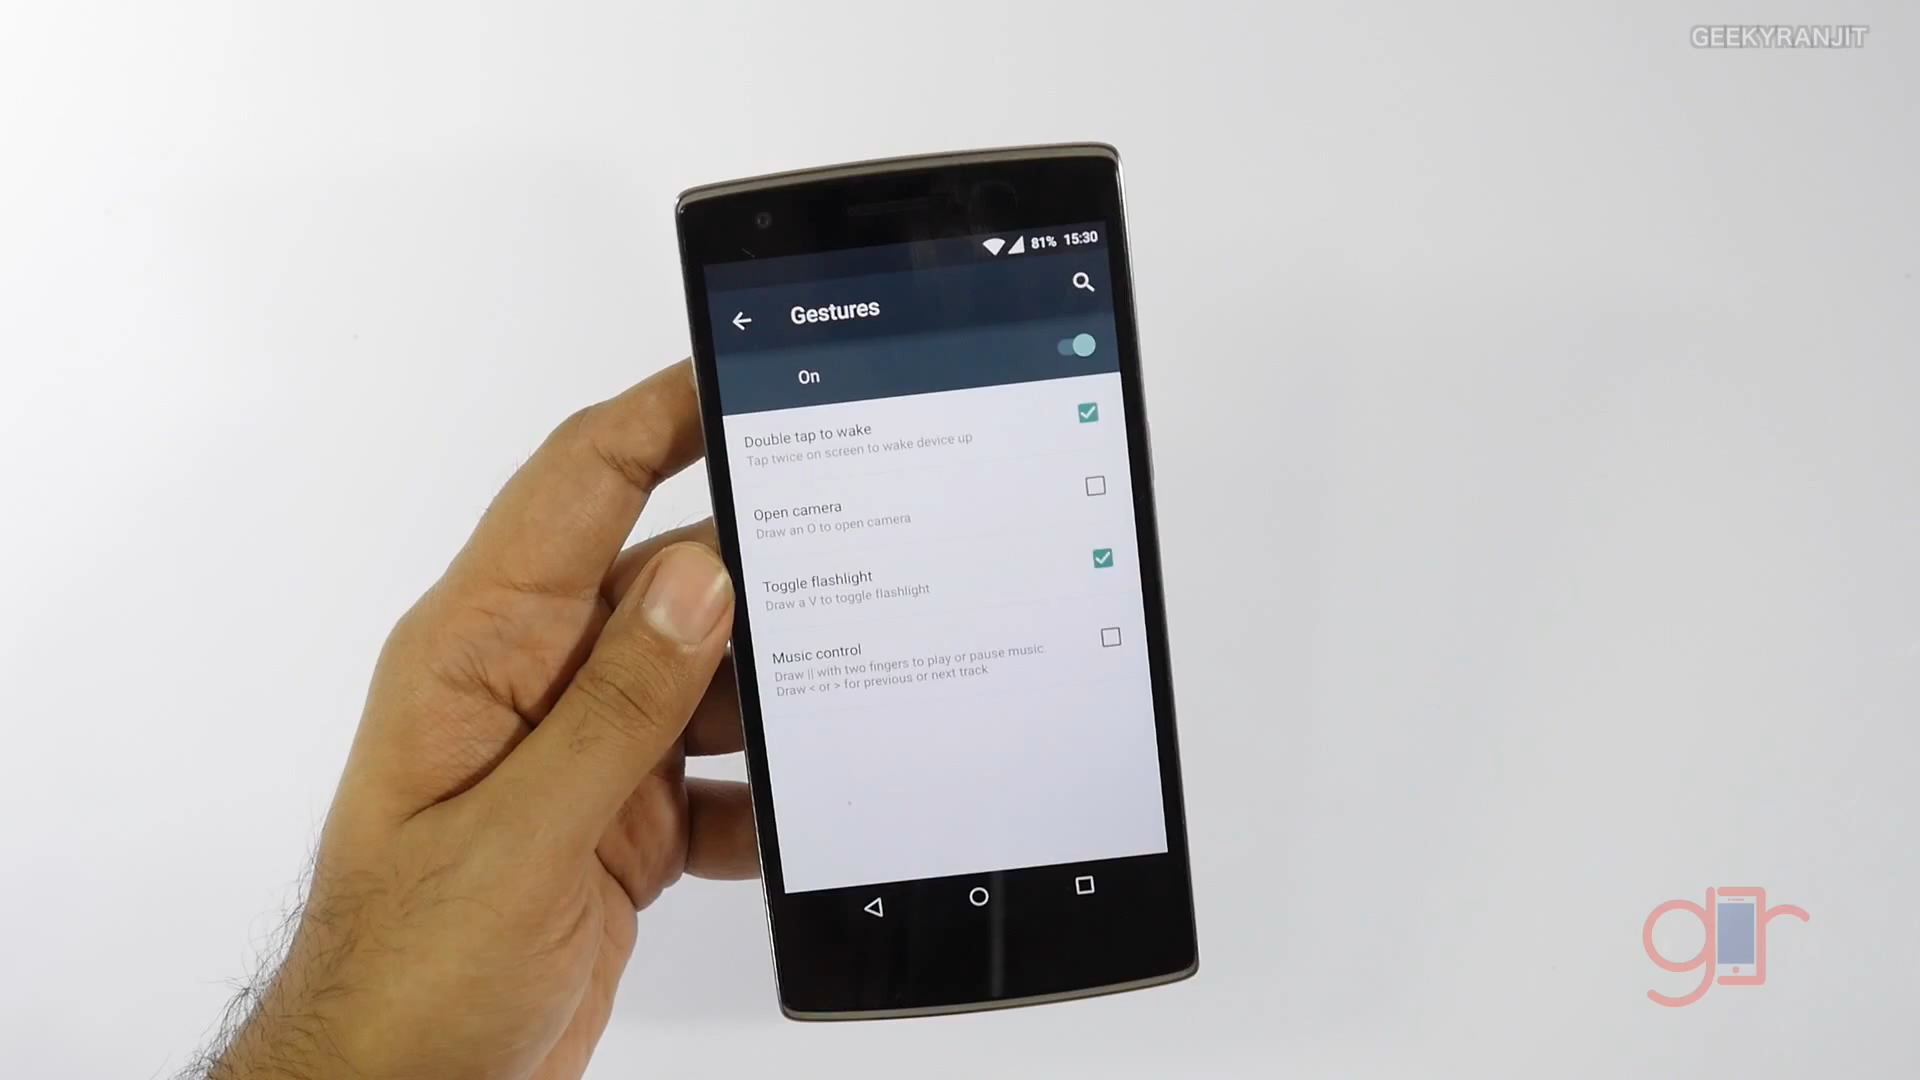 GEEKYRANJIT
81% 15:30
Gestures
On
Double tap to wake
Tap twice on screen to wake device up
Open camera
Draw an O to open camera
Toggle flashlight
Draw a V to toggle flashlight
Music control
Draw || with two fingers to play or pause music.
Draw < or > for previous or next track
gr